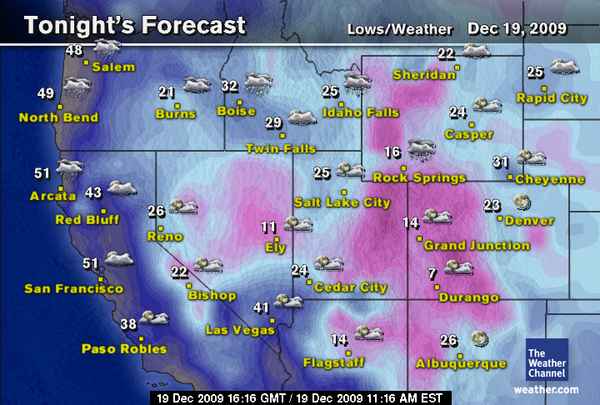 Tonight's Forecast
Lows/Weather Dec 19, 2009
48
Salem
22
Sheridan
25
Rapid City
49
North Bend
21
Burns
32
Boise
25
Idaho Falls
24
Casper
29
Twin Falls
16
Rock Springs
31
Cheyenne
51
Arcata
43
Red Bluff
25
Salt Lake City
26
Reno
11
Ely
14
Grand Junction
23
Denver
51
San Francisco
22
Bishop
24
Cedar City
7
Durango
41
Las Vegas
38
Paso Robles
14
Flagstaff
26
Albuquerque
The
Weather
Channel
weather.com
19 Dec 2009 16:16 GMT / 19 Dec 2009 11:16 AM EST